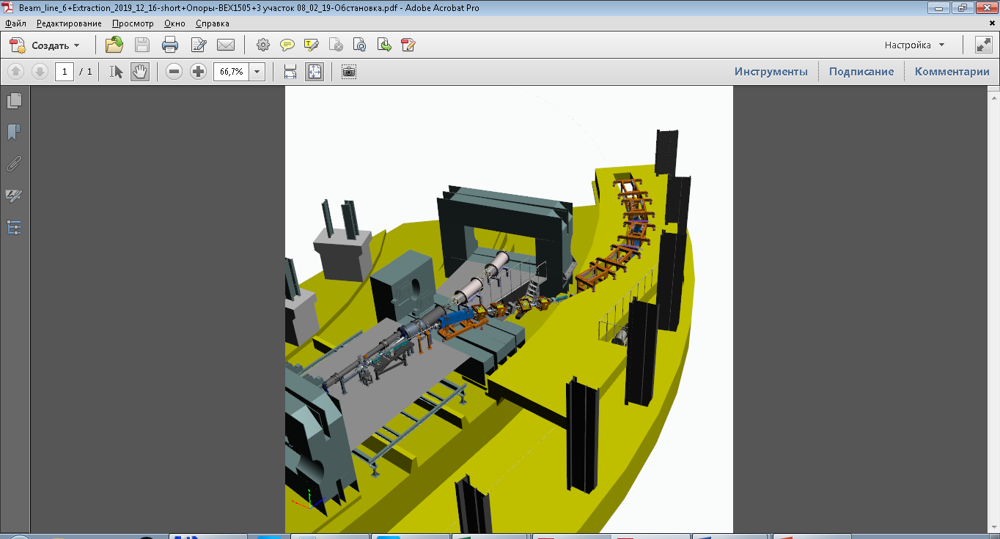 Beam_line_6+Extraction_2019_12_16-short+Опоры-BEX1505+3 участок 08_02_19-Обстановка.pdf - Adobe Acrobat Pro
Файл Редактирование Просмотр Окно Справка
Создать Настройка
1 / 1 66,7% Инструменты Подписание Комментарии